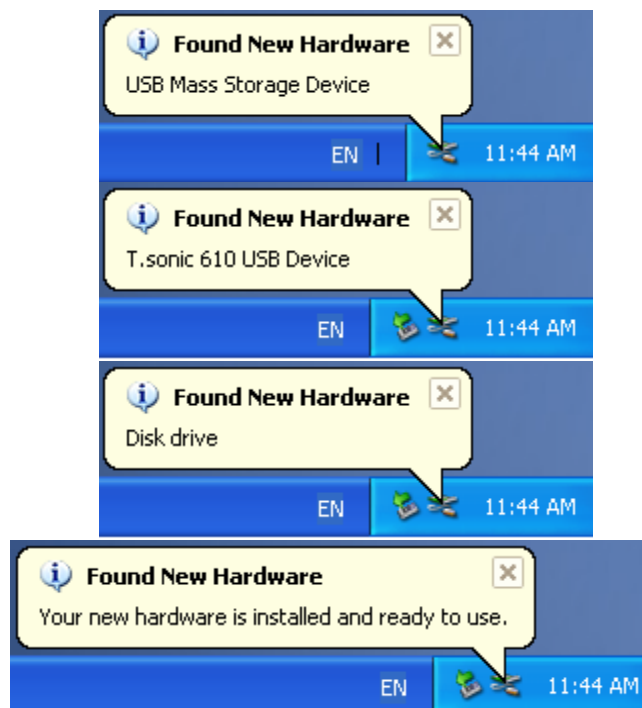 Found New Hardware
USB Mass Storage Device
EN 11:44 AM
Found New Hardware
T.sonic 610 USB Device
EN 11:44 AM
Found New Hardware
Disk drive
EN 11:44 AM
Found New Hardware
Your new hardware is installed and ready to use.
EN 11:44 AM